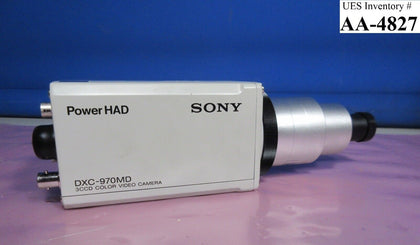 UES Inventory #
AA-4827
Power HAD
SONY
DXC-970MD
3CCD COLOR VIDEO CAMERA